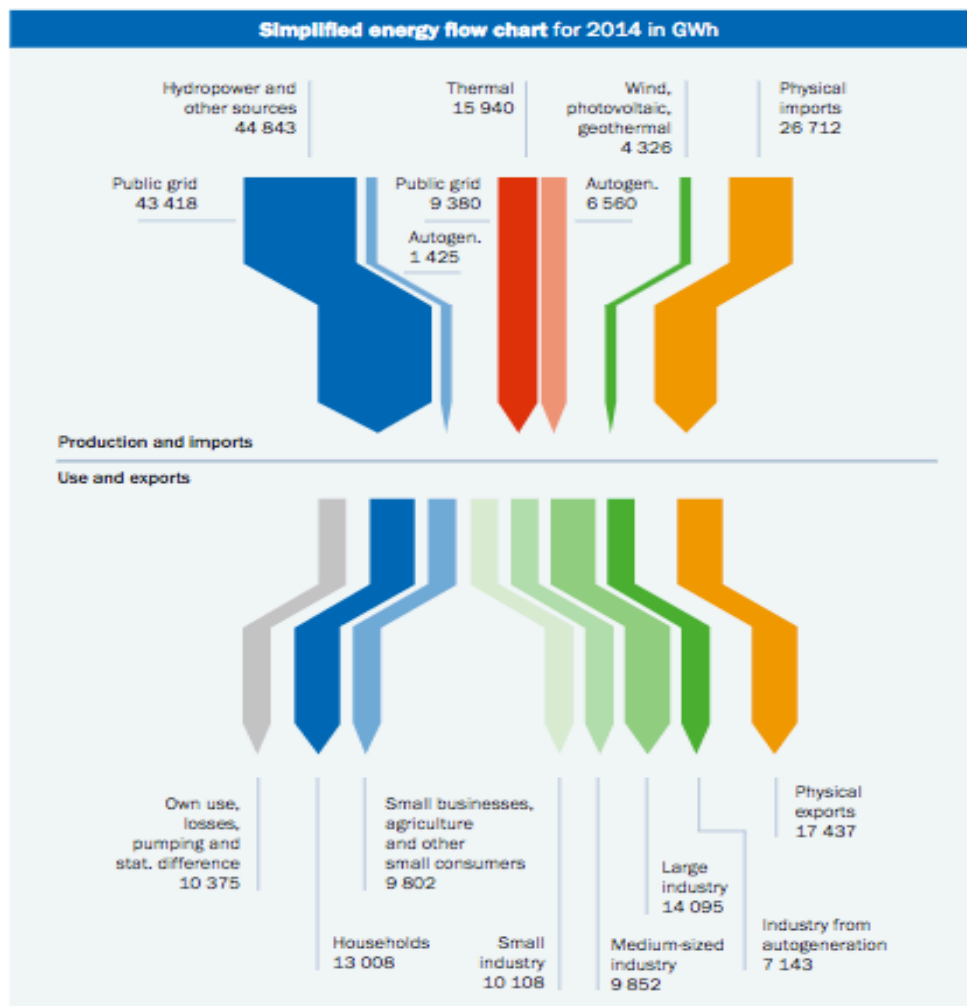 Simplified energy flow chart for 2014 in GWh
Hydropower and
other sources
44 843
Thermal
15 940
Wind,
photovoltaic,
geothermal
4 326
Physical
imports
26 712
Public grid
43 418
Public grid
9 380
Autogen.
6 560
Autogen.
1 425
Production and imports
Use and exports
Own use,
losses,
pumping and
stat. difference
10 375
Small businesses,
agriculture
and other
small consumers
9 802
Physical
exports
17 437
Large
industry
14 095
Households
13 008
Small
industry
10 108
Medium-sized
industry
9 852
Industry from
autogeneration
7 143